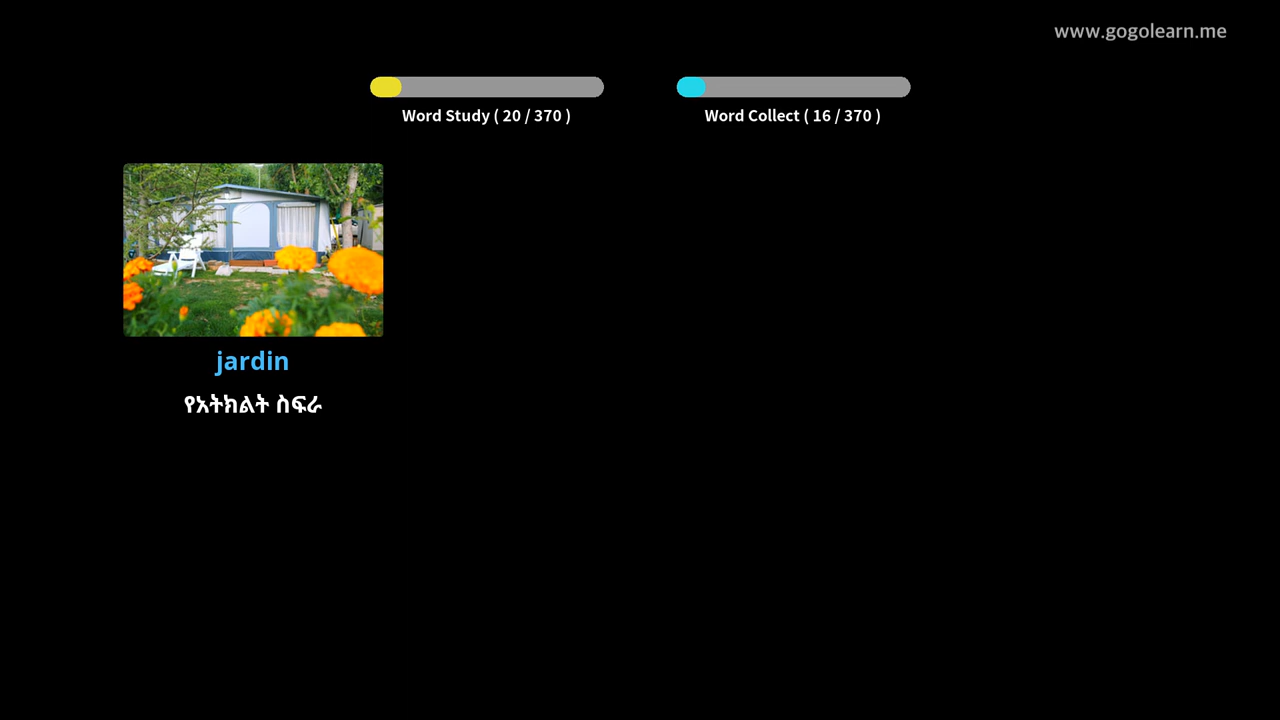 www.gogolearn.me
Word Study ( 20 / 370 )
Word Collect ( 16 / 370 )
jardin
የአትክልት ስፍራ